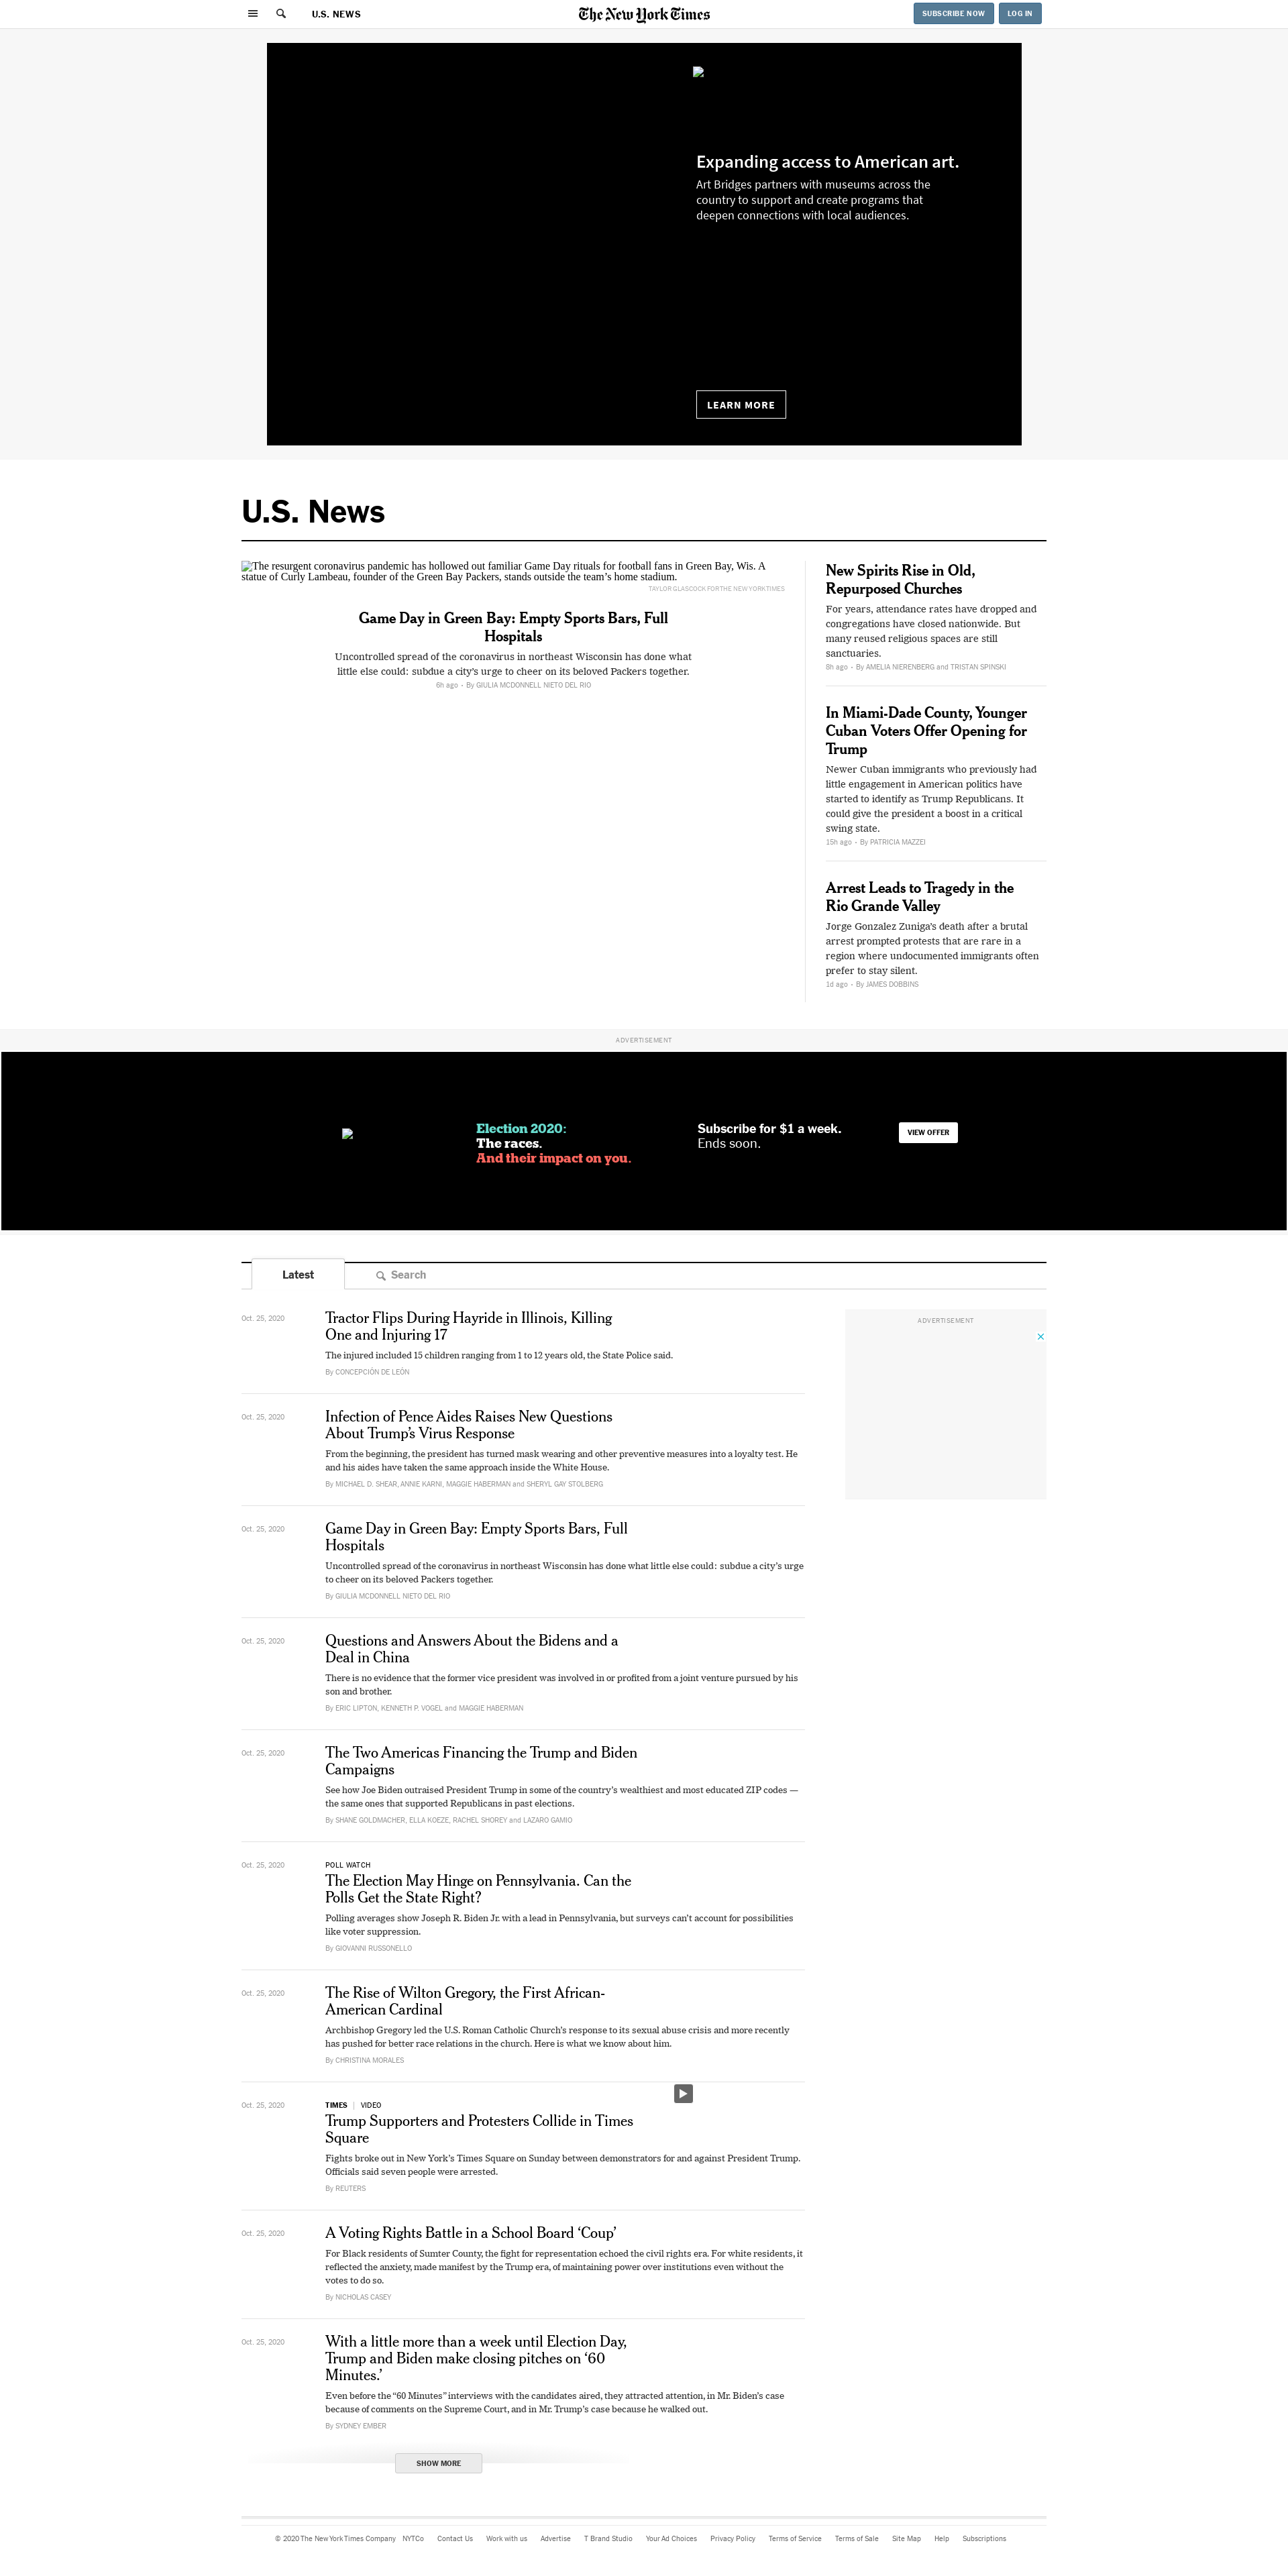 U.S. NEWS
The New York Times
SUBSCRIBE NOW
LOG IN
Expanding access to American art.
Art Bridges partners with museums across the
country to support and create programs that
deepen connections with local audiences.
LEARN MORE
U.S. News
The resurgent coronavirus pandemic has hollowed out familiar Game Day rituals for football fans in Green Bay, Wis. A
statue of Curly Lambeau, founder of the Green Bay Packers, stands outside the team's home stadium.
TAYLOR GLASCOCK FOR THE NEW YORK TIMES
Game Day in Green Bay: Empty Sports Bars, Full
Hospitals
Uncontrolled spread of the coronavirus in northeast Wisconsin has done what
little else could: subdue a city's urge to cheer on its beloved Packers together.
6h ago • By GIULIA MCDONNELL NIETO DEL RIO
New Spirits Rise in Old,
Repurposed Churches
For years, attendance rates have dropped and
congregations have closed nationwide. But
many reused religious spaces are still
sanctuaries.
8h ago • By AMELIA NIERENBERG and TRISTAN SPINSKI
In Miami-Dade County, Younger
Cuban Voters Offer Opening for
Trump
Newer Cuban immigrants who previously had
little engagement in American politics have
started to identify as Trump Republicans. It
could give the president a boost in a critical
swing state.
15h ago • By PATRICIA MAZZEI
Arrest Leads to Tragedy in the
Rio Grande Valley
Jorge Gonzalez Zuniga's death after a brutal
arrest prompted protests that are rare in a
region where undocumented immigrants often
prefer to stay silent.
1d ago • By JAMES DOBBINS
ADVERTISEMENT
Election 2020:
The races.
And their impact on you.
Subscribe for $1 a week.
Ends soon.
VIEW OFFER
Latest
Search
ADVERTISEMENT
Oct. 25, 2020
Tractor Flips During Hayride in Illinois, Killing
One and Injuring 17
The injured included 15 children ranging from 1 to 12 years old, the State Police said.
By CONCEPCIÓN DE LEÓN
Oct. 25, 2020
Infection of Pence Aides Raises New Questions
About Trump's Virus Response
From the beginning, the president has turned mask wearing and other preventive measures into a loyalty test. He
and his aides have taken the same approach inside the White House.
By MICHAEL D. SHEAR, ANNIE KARNI, MAGGIE HABERMAN and SHERYL GAY STOLBERG
Oct. 25, 2020
Game Day in Green Bay: Empty Sports Bars, Full
Hospitals
Uncontrolled spread of the coronavirus in northeast Wisconsin has done what little else could: subdue a city's urge
to cheer on its beloved Packers together.
By GIULIA MCDONNELL NIETO DEL RIO
Oct. 25, 2020
Questions and Answers About the Bidens and a
Deal in China
There is no evidence that the former vice president was involved in or profited from a joint venture pursued by his
son and brother.
By ERIC LIPTON, KENNETH P. VOGEL and MAGGIE HABERMAN
Oct. 25, 2020
The Two Americas Financing the Trump and Biden
Campaigns
See how Joe Biden outraised President Trump in some of the country's wealthiest and most educated ZIP codes —
the same ones that supported Republicans in past elections.
By SHANE GOLDMACHER, ELLA KOEZE, RACHEL SHOREY and LAZARO GAMIO
Oct. 25, 2020
POLL WATCH
The Election May Hinge on Pennsylvania. Can the
Polls Get the State Right?
Polling averages show Joseph R. Biden Jr. with a lead in Pennsylvania, but surveys can't account for possibilities
like voter suppression.
By GIOVANNI RUSSONELLO
Oct. 25, 2020
The Rise of Wilton Gregory, the First African-
American Cardinal
Archbishop Gregory led the U.S. Roman Catholic Church's response to its sexual abuse crisis and more recently
has pushed for better race relations in the church. Here is what we know about him.
By CHRISTINA MORALES
Oct. 25, 2020
TIMES | VIDEO
Trump Supporters and Protesters Collide in Times
Square
Fights broke out in New York's Times Square on Sunday between demonstrators for and against President Trump.
Officials said seven people were arrested.
By REUTERS
Oct. 25, 2020
A Voting Rights Battle in a School Board 'Coup'
For Black residents of Sumter County, the fight for representation echoed the civil rights era. For white residents, it
reflected the anxiety, made manifest by the Trump era, of maintaining power over institutions even without the
votes to do so.
By NICHOLAS CASEY
Oct. 25, 2020
With a little more than a week until Election Day,
Trump and Biden make closing pitches on '60
Minutes.'
Even before the "60 Minutes" interviews with the candidates aired, they attracted attention, in Mr. Biden's case
because of comments on the Supreme Court, and in Mr. Trump's case because he walked out.
By SYDNEY EMBER
SHOW MORE
© 2020 The New York Times Company NYTCo Contact Us Work with us Advertise T Brand Studio Your Ad Choices Privacy Policy Terms of Service Terms of Sale Site Map Help Subscriptions